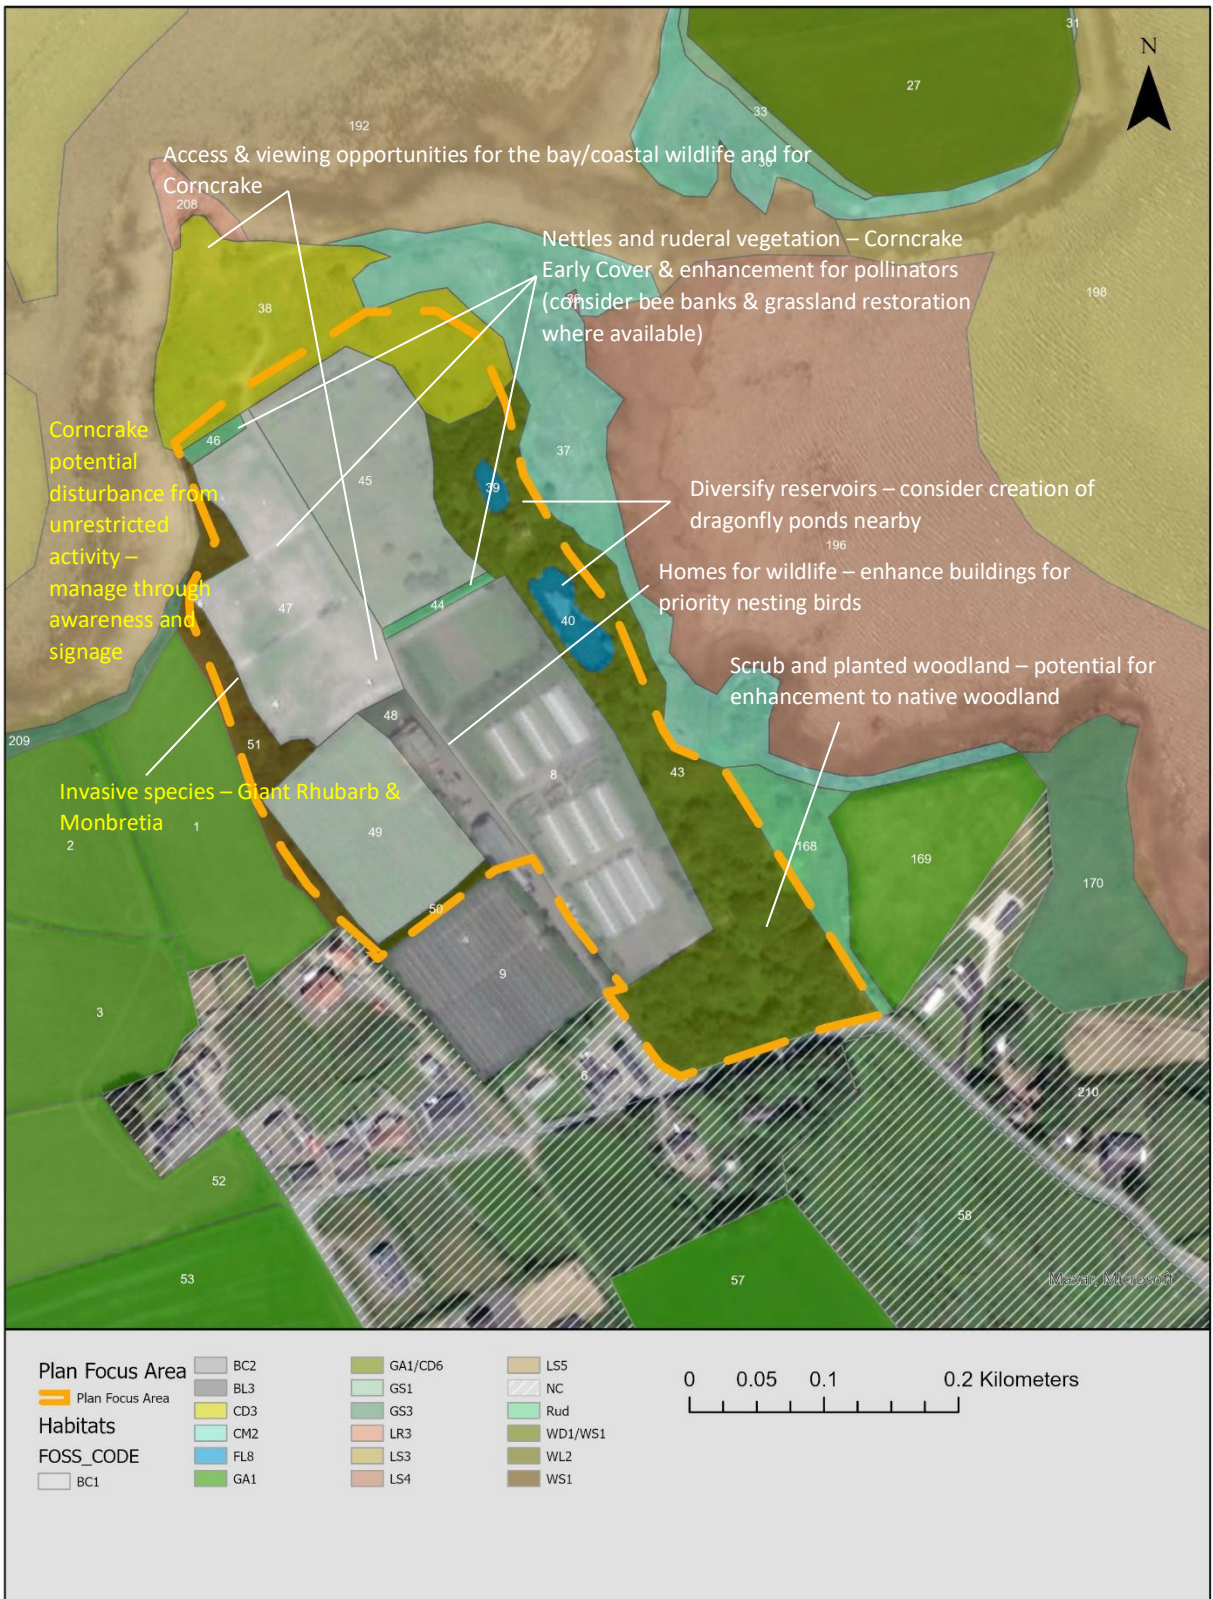 N
31
27
33
30
192
Access & viewing opportunities for the bay/coastal wildlife and for
Corncrake
208
Nettles and ruderal vegetation – Corncrake
Early Cover & enhancement for pollinators
(consider bee banks & grassland restoration
where available)
198
38
46
37
45
39
Corncrake
potential
disturbance from
unrestricted
activity –
manage through
awareness and
signage
Diversify reservoirs – consider creation of
dragonfly ponds nearby
196
Homes for wildlife – enhance buildings for
priority nesting birds
47
44
40
Scrub and planted woodland – potential for
enhancement to native woodland
48
209
51
8
43
Invasive species – Giant Rhubarb &
Monbretia
1
2
49
168
169
170
50
9
3
6
210
52
58
53
57
Maxar, Microsoft
Plan Focus Area
Plan Focus Area
Habitats
FOSS_CODE
BC1
BC2
BL3
CD3
CM2
FL8
GA1
GA1/CD6
GS1
GS3
LR3
LS3
LS4
LS5
NC
Rud
WD1/WS1
WL2
WS1
0 0.05 0.1 0.2 Kilometers